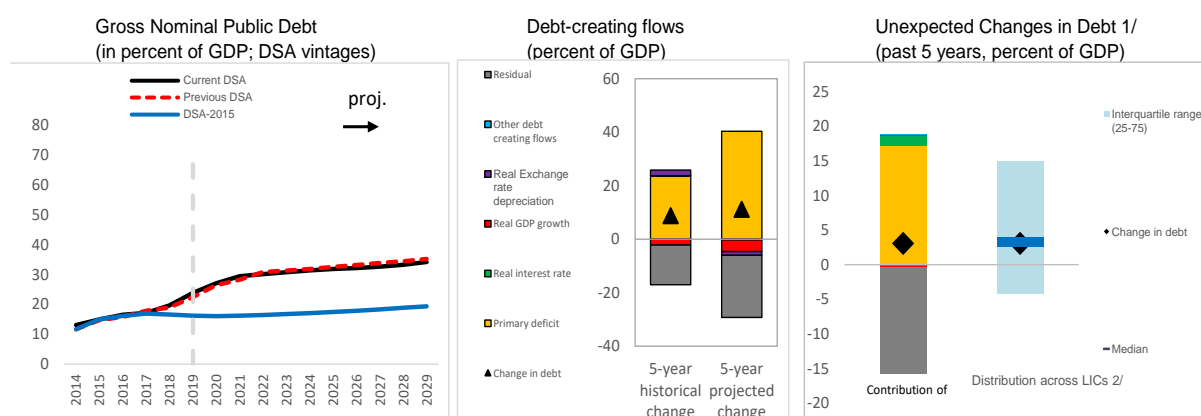 Gross Nominal Public Debt
(in percent of GDP; DSA vintages)
Current DSA
Previous DSA
DSA-2015
proj.
80
70
60
50
40
30
20
10
0
2014
2015
2016
2017
2018
2019
2020
2021
2022
2023
2024
2025
2026
2027
2028
2029
Debt-creating flows
(percent of GDP)
Residual
Other debt
creating flows
Real Exchange
rate
depreciation
Real GDP growth
Real interest rate
Primary deficit
Change in debt
60
40
20
0
-20
-40
5-year
historical
change
5-year
projected
change
Unexpected Changes in Debt 1/
(past 5 years, percent of GDP)
25
20
15
10
5
0
-5
-10
-15
-20
Interquartile range
(25-75)
Change in debt
Median
Contribution of
Distribution across LICs 2/